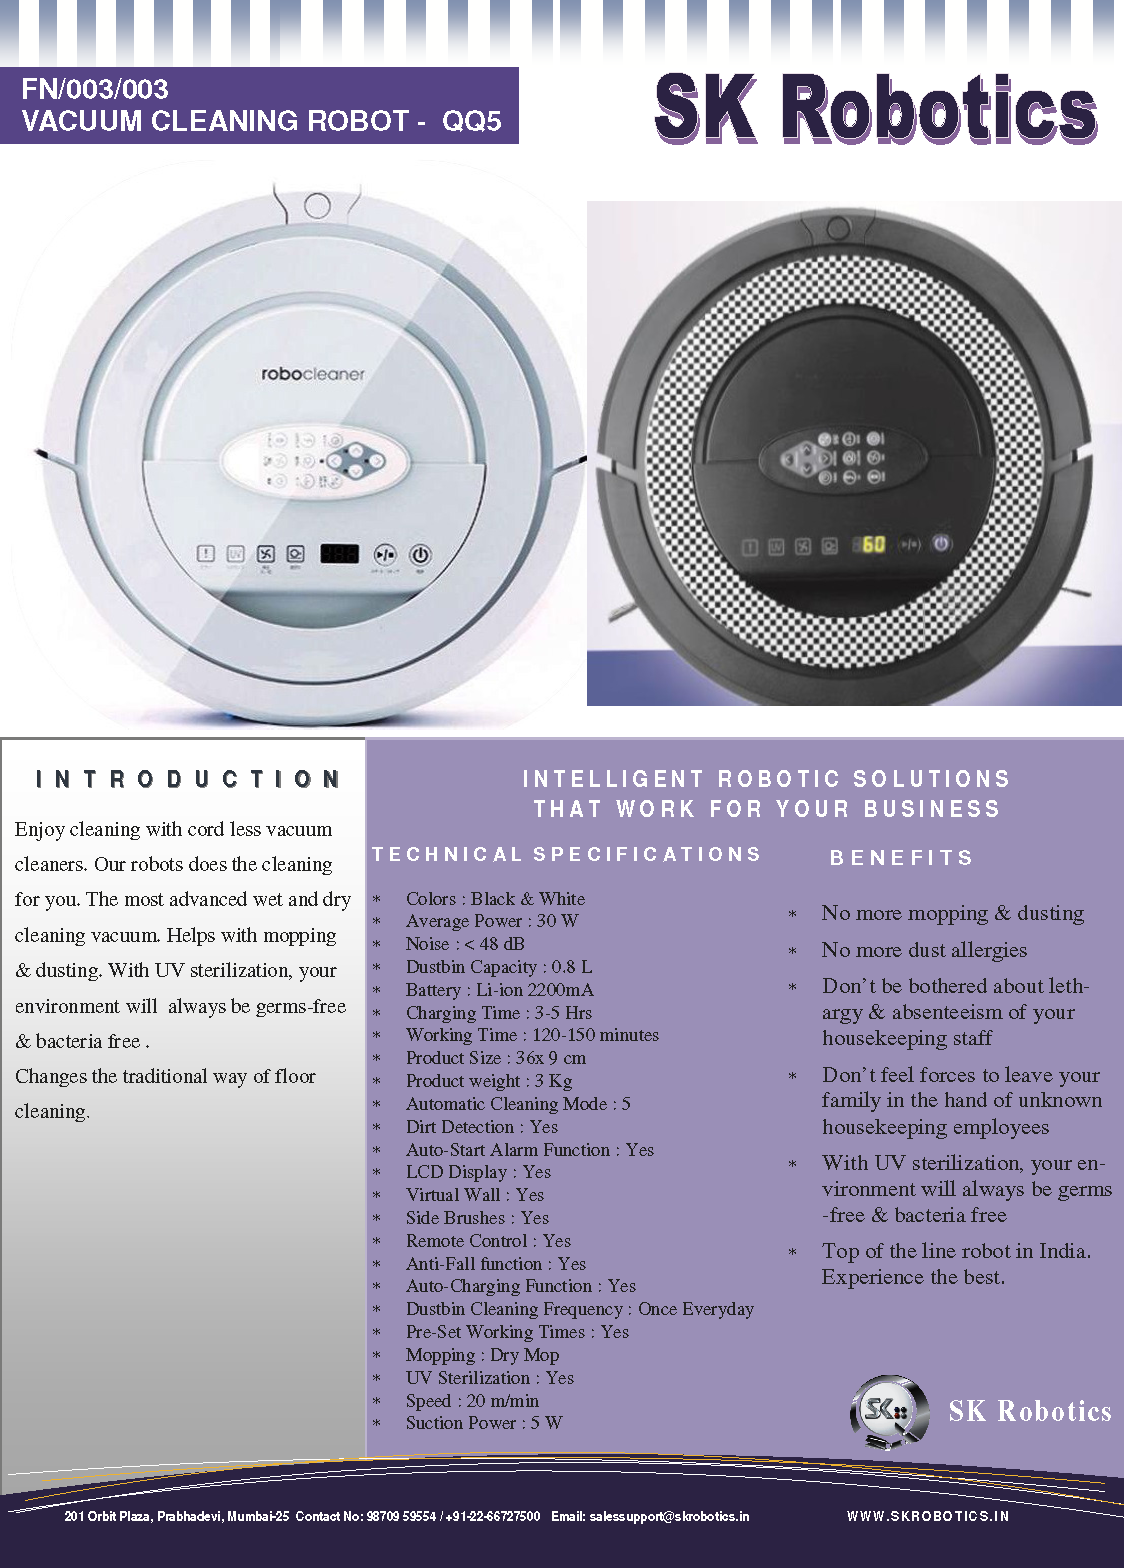 FN/003/003
VACUUM CLEANING ROBOT - QQ5
SK Robotics
robocleaner
UV
60
INTRODUCTION
Enjoy cleaning with cord less vacuum
cleaners. Our robots does the cleaning
for you. The most advanced wet and dry
cleaning vacuum. Helps with mopping
& dusting. With UV sterilization, your
environment will always be germs-free
& bacteria free .
Changes the traditional way of floor
cleaning.
INTELLIGENT ROBOTIC SOLUTIONS
THAT WORK FOR YOUR BUSINESS
TECHNICAL SPECIFICATIONS
* Colors : Black & White
* Average Power : 30 W
* Noise : < 48 dB
* Dustbin Capacity : 0.8 L
* Battery : Li-ion 2200mA
* Charging Time : 3-5 Hrs
* Working Time : 120-150 minutes
* Product Size : 36x 9 cm
* Product weight : 3 Kg
* Automatic Cleaning Mode : 5
* Dirt Detection : Yes
* Auto-Start Alarm Function : Yes
* LCD Display : Yes
* Virtual Wall : Yes
* Side Brushes : Yes
* Remote Control : Yes
* Anti-Fall function : Yes
* Auto-Charging Function : Yes
* Dustbin Cleaning Frequency : Once Everyday
* Pre-Set Working Times : Yes
* Mopping : Dry Mop
* UV Sterilization : Yes
* Speed : 20 m/min
* Suction Power : 5 W
BENEFITS
* No more mopping & dusting
* No more dust allergies
* Don't be bothered about leth-
argy & absenteeism of your
housekeeping staff
* Don't feel forces to leave your
family in the hand of unknown
housekeeping employees
* With UV sterilization, your en-
vironment will always be germs
-free & bacteria free
* Top of the line robot in India.
Experience the best.
SK
SK Robotics
201 Orbit Plaza, Prabhadevi, Mumbai-25 Contact No: 98709 59554 / +91-22-66727500 Email: salessupport@skrobotics.in
WWW.SKROBOTICS.IN